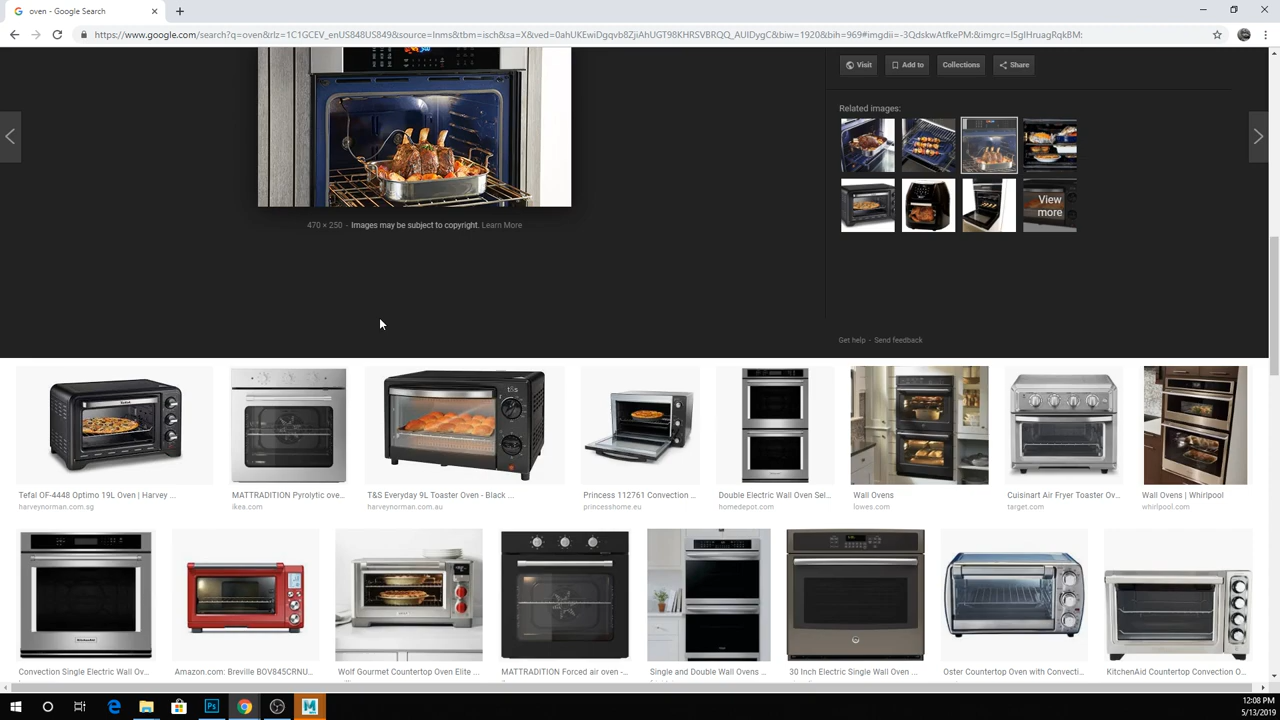 oven - Google Search
https://www.google.com/search?q=oven&rlz=1C1GCEV_enUS848US849&source=lnms&tbm=isch&sa=X&ved=0ahUKEwiDgqvb8ZjiAhUGT98KHRSVBRQQ_AUIDygC&biw=1920&bih=969#imgdii=-3QdskwAtfkePM:&imgrc=I5glHruagRqkBM:
Visit Add to Collections Share
Related images:
View
more
470 × 250 - Images may be subject to copyright. Learn More
Get help - Send feedback
Tefal OF-4448 Optimo 19L Oven | Harvey ...
harveynorman.com.sg
MATTRADITION Pyrolytic ove...
ikea.com
T&S Everyday 9L Toaster Oven - Black ...
harveynorman.com.au
Princess 112761 Convection ...
princesshome.eu
Double Electric Wall Oven Sel...
homedepot.com
Wall Ovens
lowes.com
Cuisinart Air Fryer Toaster Ov...
target.com
Wall Ovens | Whirlpool
whirlpool.com
Convection Single Electric Wall Ov...
Amazon.com: Breville BOV845CRNU...
Wolf Gourmet Countertop Oven Elite ...
MATTRADITION Forced air oven -...
Single and Double Wall Ovens ...
30 Inch Electric Single Wall Oven ...
Oster Countertop Oven with Convecti...
KitchenAid Countertop Convection O...
12:08 PM
5/13/2019